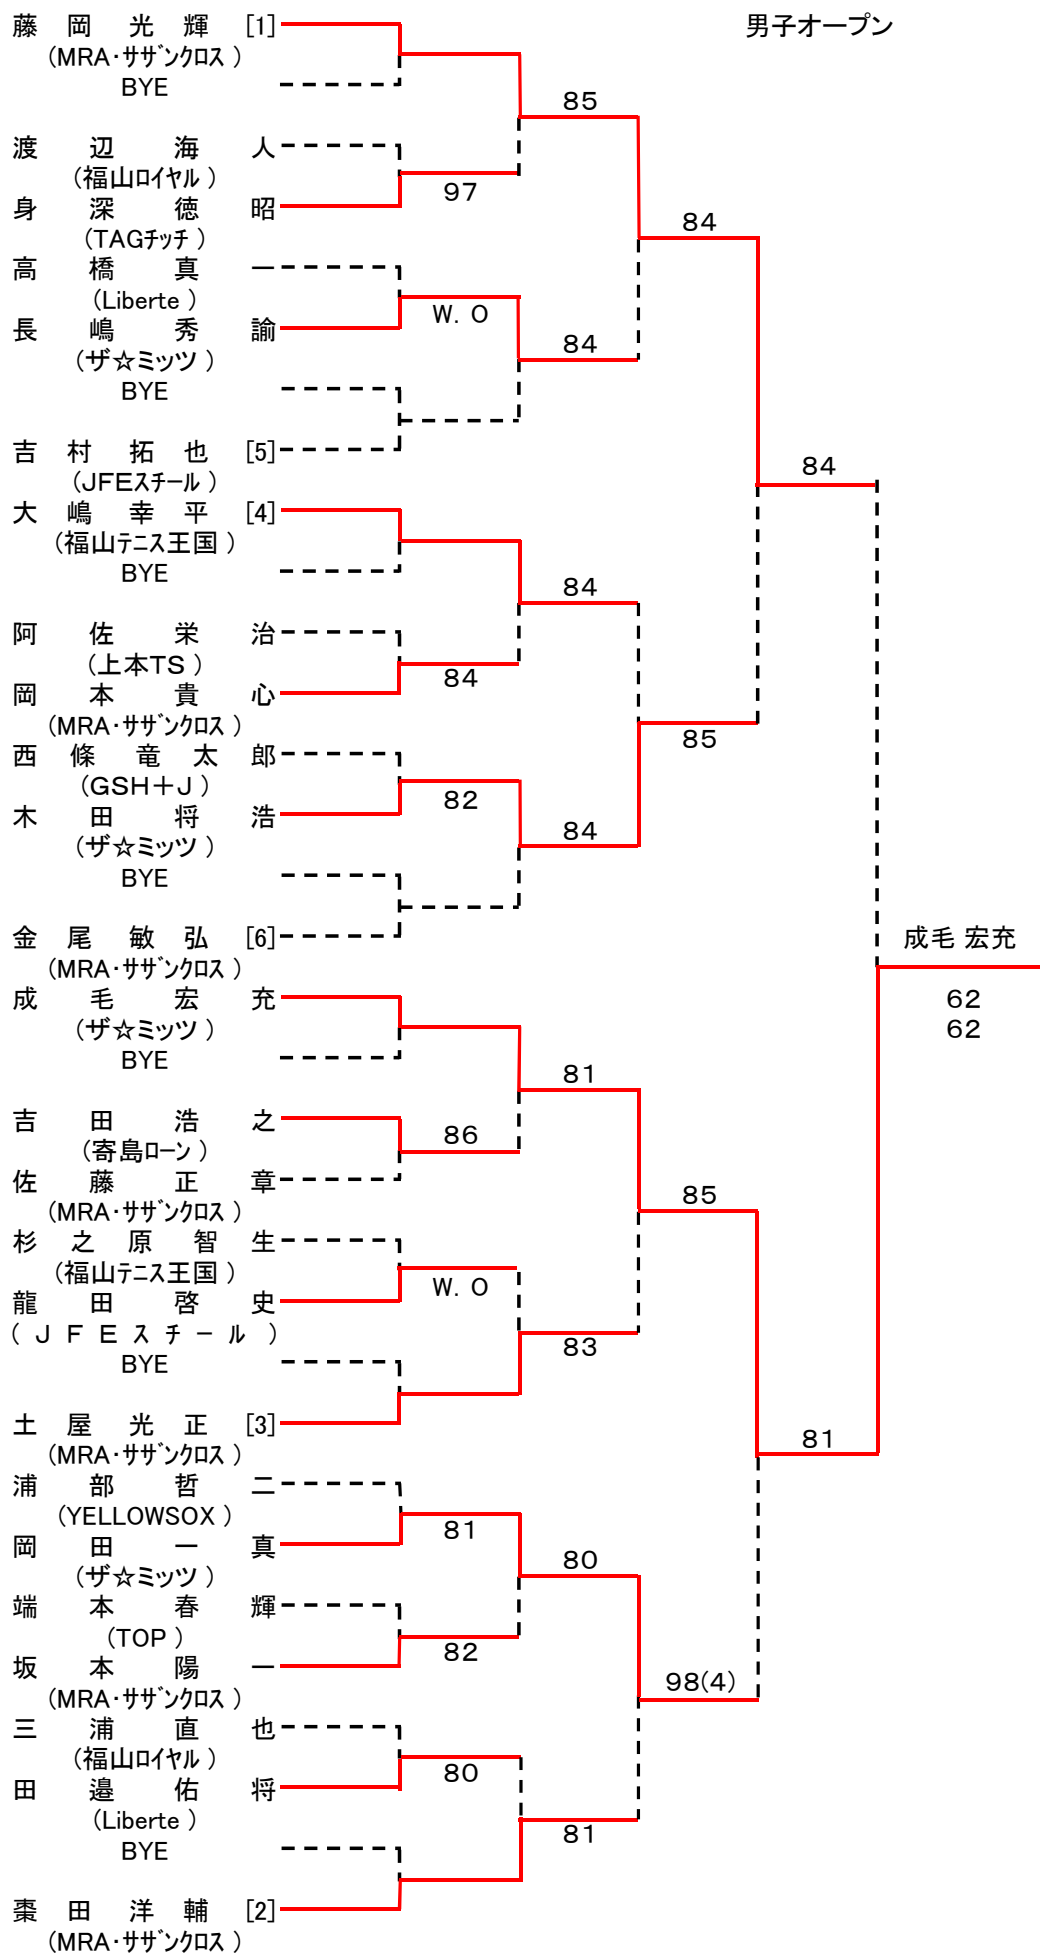 男子オープン
藤岡光輝 [1]
(MRA･ｻｻﾞﾝｸﾛｽ)
BYE
85
渡辺海人
(福山ﾛｲﾔﾙ)
97
身深徳昭
(TAGﾁｯﾁ)
84
高橋真一
(Liberte)
W.O
長嶋秀諭
(ザ☆ミッツ)
84
BYE
吉村拓也 [5]
(JFEｽﾁｰﾙ)
84
大嶋幸平 [4]
(福山ﾃﾆｽ王国)
BYE
84
阿佐栄治
(上本TS)
84
岡本貴心
(MRA･ｻｻﾞﾝｸﾛｽ)
85
西條竜太郎
(GSH＋J)
82
木田将浩
(ザ☆ミッツ)
84
BYE
金尾敏弘 [6]
(MRA･ｻｻﾞﾝｸﾛｽ)
成毛 宏充
62
62
成毛宏充
(ザ☆ミッツ)
BYE
81
吉田浩之
(寄島ﾛｰﾝ)
86
佐藤正章
(MRA･ｻｻﾞﾝｸﾛｽ)
85
杉之原智生
(福山ﾃﾆｽ王国)
W.O
龍田啓史
(JFEｽﾁｰﾙ)
83
BYE
土屋光正 [3]
(MRA･ｻｻﾞﾝｸﾛｽ)
81
浦部哲二
(YELLOWSOX)
81
岡田一真
(ザ☆ミッツ)
80
端本春輝
(TOP)
82
坂本陽一
(MRA･ｻｻﾞﾝｸﾛｽ)
98(4)
三浦直也
(福山ﾛｲﾔﾙ)
80
田邉佑将
(Liberte)
81
BYE
棗田洋輔 [2]
(MRA･ｻｻﾞﾝｸﾛｽ)